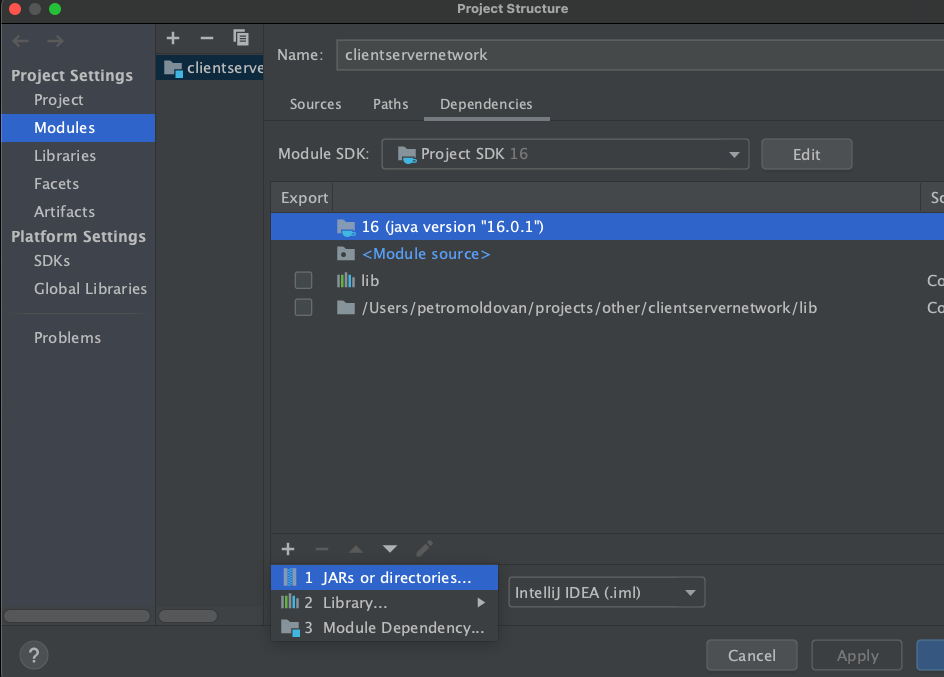 Project Structure
Project Settings
Project
Modules
Libraries
Facets
Artifacts
Platform Settings
SDKs
Global Libraries
Problems
clientserve
Name: clientservernetwork
Sources Paths Dependencies
Module SDK: Project SDK 16 Edit
Export
16 (java version "16.0.1")
<Module source>
lib
/Users/petromoldovan/projects/other/clientservernetwork/lib
1 JARs or directories...
2 Library...
3 Module Dependency...
IntelliJ IDEA (.iml)
? Cancel Apply